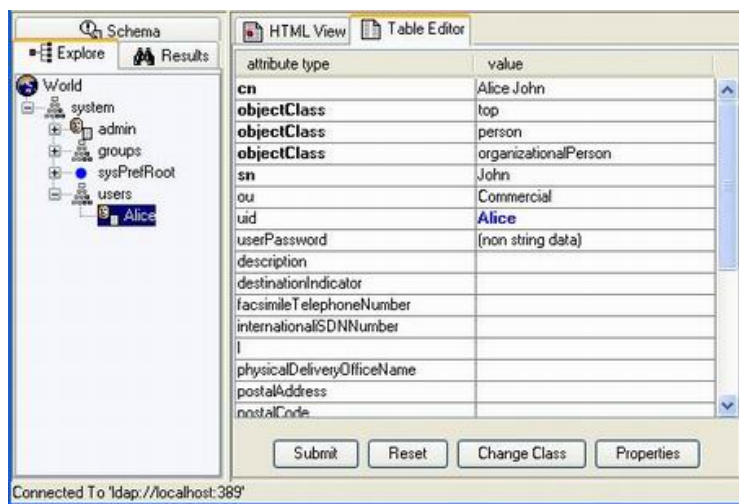 Schema
Explore
Results
World
system
admin
groups
sysPrefRoot
users
Alice
HTML View
Table Editor
attribute type value
cn Alice John
objectClass top
objectClass person
objectClass organizationalPerson
sn John
ou Commercial
uid Alice
userPassword (non string data)
description
destinationIndicator
facsimileTelephoneNumber
internationaliSDNNumber
l
physicalDeliveryOfficeName
postalAddress
postalCode
Submit Reset Change Class Properties
Connected To 'ldap://localhost:389'